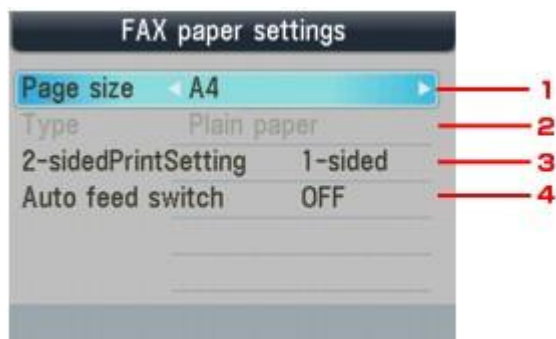 FAX paper settings
Page size A4 1
Type Plain paper 2
2-sidedPrintSetting 1-sided 3
Auto feed switch OFF 4